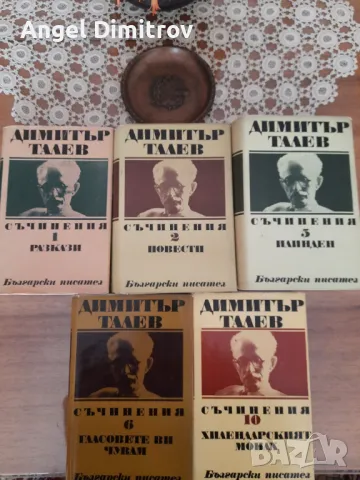 Angel Dimitrov
ДИМИТЪР
ТАЛЕВ
СЪЧИНЕНИЯ
1
РАЗКАЗИ
Български писател
ДИМИТЪР
ТАЛЕВ
СЪЧИНЕНИЯ
2
ПОВЕСТИ
Български писател
ДИМИТЪР
ТАЛЕВ
СЪЧИНЕНИЯ
5
ИЛИНДЕН
Български писател
ДИМИТЪР
ТАЛЕВ
СЪЧИНЕНИЯ
6
ГЛАСОВЕТЕ ВИ
ЧУВАМ
Български писател
ДИМИТЪР
ТАЛЕВ
СЪЧИНЕНИЯ
10
ХИЛЕНДАРСКИЯТ
МОНАХ
Български писател
bazar